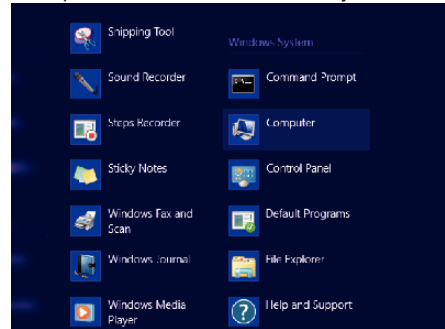 Snipping Tool
Sound Recorder
Steps Recorder
Sticky Notes
Windows Fax and
Scan
Windows Journal
Windows Media
Player
Windows System
Command Prompt
Computer
Control Panel
Default Programs
File Explorer
Help and Support